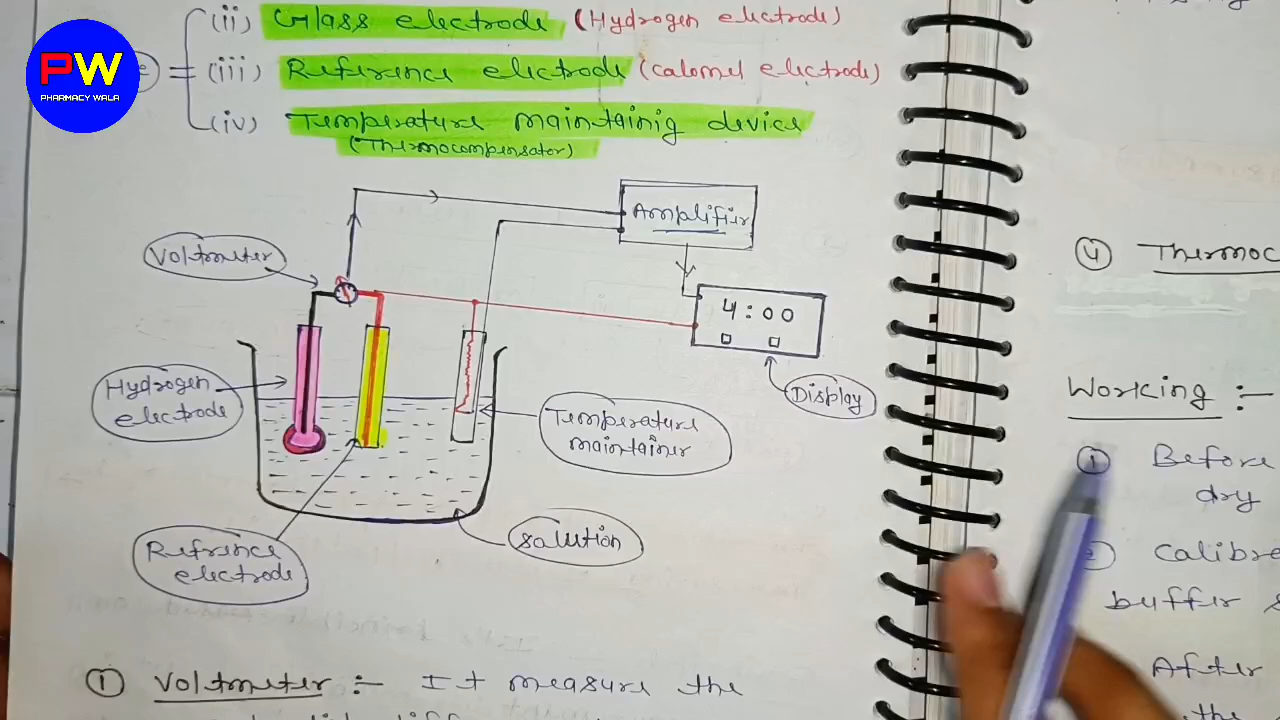 (ii) Glass electrode (Hydrogen electrode)
PW
PHARMACY WALA
= (iii) Reference electrode (calomel electrode)
(iv) Temperature maintainig device
(Thermocompensator)
Amplifier
Voltmeter
4:00
Hydrogen
electrode
Display
Temperature
maintainer
Refrence
electrode
Solution
① Voltmeter :- It measure the
④ Thermoc
Working :-
① Before
dry
Calibre
buffer s
After
the